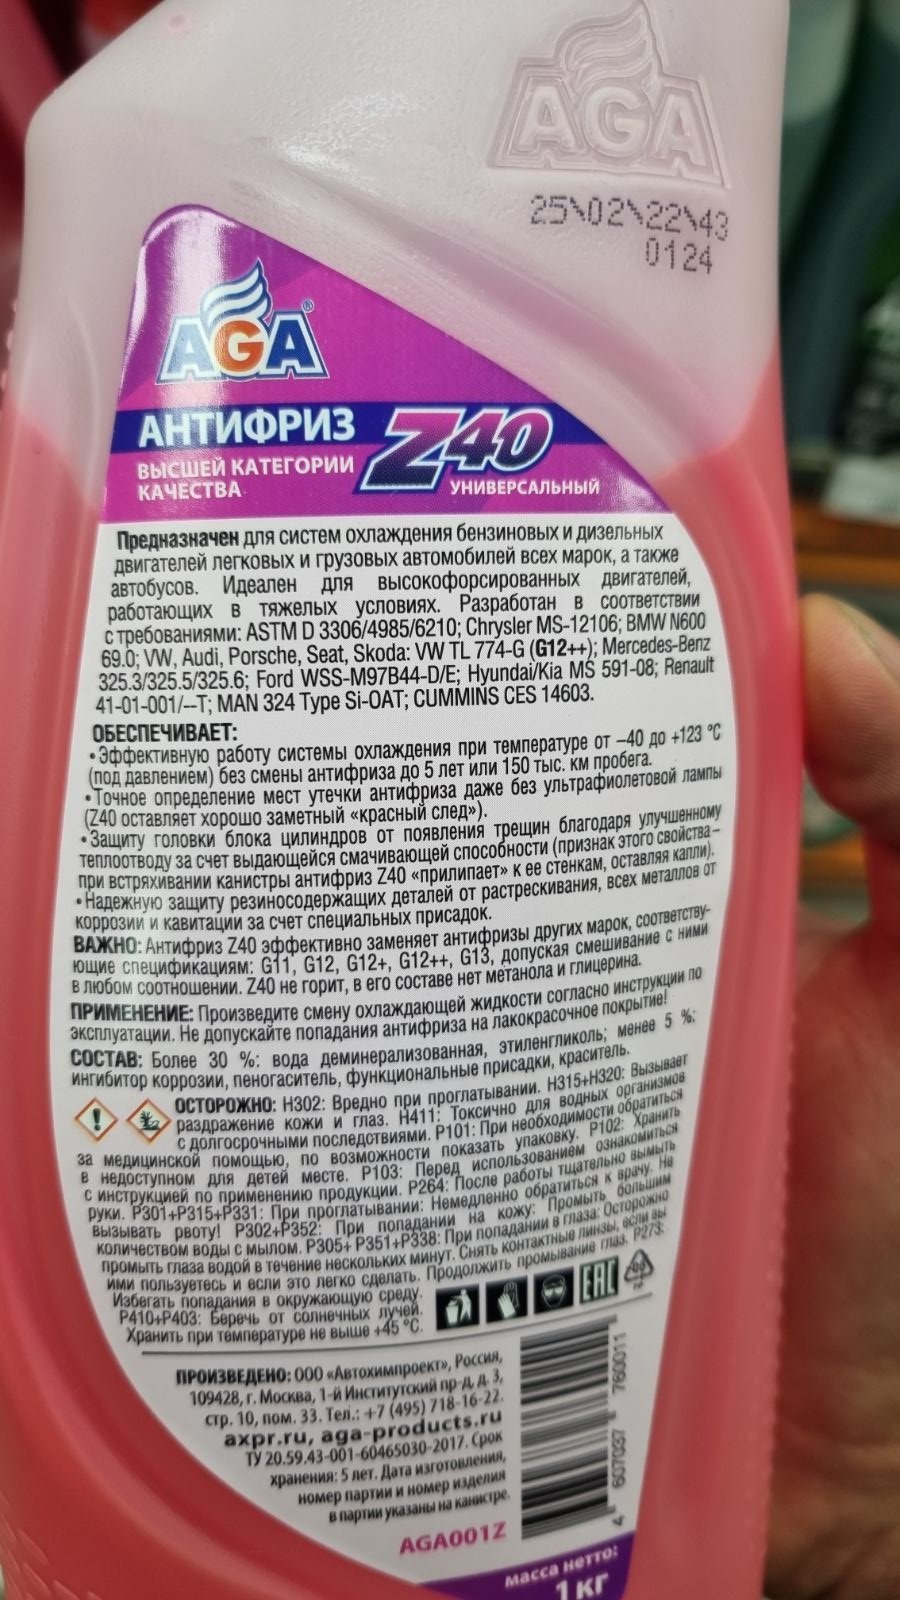 AGA
25\02\22\43
0124
AGA®
АНТИФРИЗ Z40
ВЫСШЕЙ КАТЕГОРИИ
КАЧЕСТВА
УНИВЕРСАЛЬНЫЙ
Предназначен для систем охлаждения бензиновых и дизельных
двигателей легковых и грузовых автомобилей всех марок, а также
автобусов. Идеален для высокофорсированных двигателей,
работающих в тяжелых условиях. Разработан в соответствии
с требованиями: ASTM D 3306/4985/6210; Chrysler MS-12106; BMW N600
69.0; VW, Audi, Porsche, Seat, Skoda: VW TL 774-G (G12++); Mercedes-Benz
325.3/325.5/325.6; Ford WSS-M97B44-D/E; Hyundai/Kia MS 591-08; Renault
41-01-001/--T; MAN 324 Type Si-OAT; CUMMINS CES 14603.
ОБЕСПЕЧИВАЕТ:
•Эффективную работу системы охлаждения при температуре от –40 до +123 °C
(под давлением) без смены антифриза до 5 лет или 150 тыс. км пробега.
•Точное определение мест утечки антифриза даже без ультрафиолетовой лампы
(Z40 оставляет хорошо заметный «красный след»).
•Защиту головки блока цилиндров от появления трещин благодаря улучшенному
теплоотводу за счет выдающейся смачивающей способности (признак этого свойства–
при встряхивании канистры антифриз Z40 «прилипает» к ее стенкам, оставляя капли).
•Надежную защиту резиносодержащих деталей от растрескивания, всех металлов от
коррозии и кавитации за счет специальных присадок.
ВАЖНО: Антифриз Z40 эффективно заменяет антифризы других марок, соответству-
ющие спецификациям: G11, G12, G12+, G12++, G13, допуская смешивание с ними
в любом соотношении. Z40 не горит, в его составе нет метанола и глицерина.
ПРИМЕНЕНИЕ: Произведите смену охлаждающей жидкости согласно инструкции по
эксплуатации. Не допускайте попадания антифриза на лакокрасочное покрытие!
СОСТАВ: Более 30 %: вода деминерализованная, этиленгликоль; менее 5 %:
ингибитор коррозии, пеногаситель, функциональные присадки, краситель.
ОСТОРОЖНО: H302: Вредно при проглатывании. H315+H320: Вызывает
раздражение кожи и глаз. H411: Токсично для водных организмов
с долгосрочными последствиями. P101: При необходимости обратиться
за медицинской помощью, по возможности показать упаковку. P102: Хранить
в недоступном для детей месте. P103: Перед использованием ознакомиться
с инструкцией по применению продукции. P264: После работы тщательно вымыть
руки. P301+P315+P331: При проглатывании: Немедленно обратиться к врачу. Не
вызывать рвоту! P302+P352: При попадании на кожу: Промыть большим
количеством воды с мылом. P305+ P351+P338: При попадании в глаза: Осторожно
промыть глаза водой в течение нескольких минут. Снять контактные линзы, если вы
ими пользуетесь и если это легко сделать. Продолжить промывание глаз. P273:
Избегать попадания в окружающую среду.
P410+P403: Беречь от солнечных лучей.
Хранить при температуре не выше +45 °C.
EAC
ПРОИЗВЕДЕНО: ООО «Автохимпроект», Россия,
109428, г. Москва, 1-й Институтский пр-д, д. 3,
стр. 10, пом. 33. Тел.: +7 (495) 718-16-22.
axpr.ru, aga-products.ru
ТУ 20.59.43-001-60465030-2017. Срок
хранения: 5 лет. Дата изготовления,
номер партии и номер изделия
в партии указаны на канистре.
AGA001Z
4 607037 760011
масса нетто:
1 кг